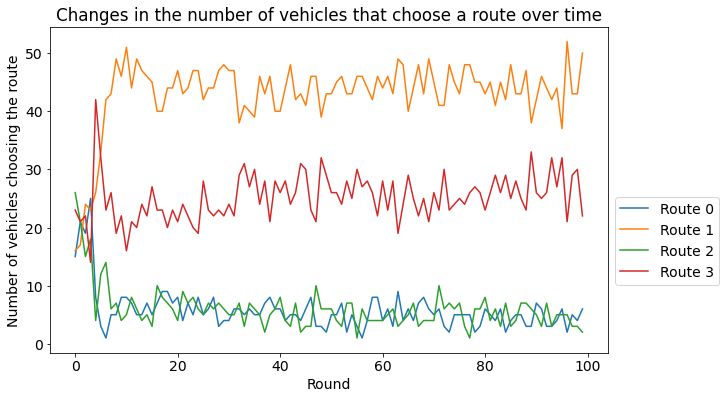 Changes in the number of vehicles that choose a route over time
Number of vehicles choosing the route
50
40
30
20
10
0
0 20 40 60 80 100
Round
Route 0
Route 1
Route 2
Route 3